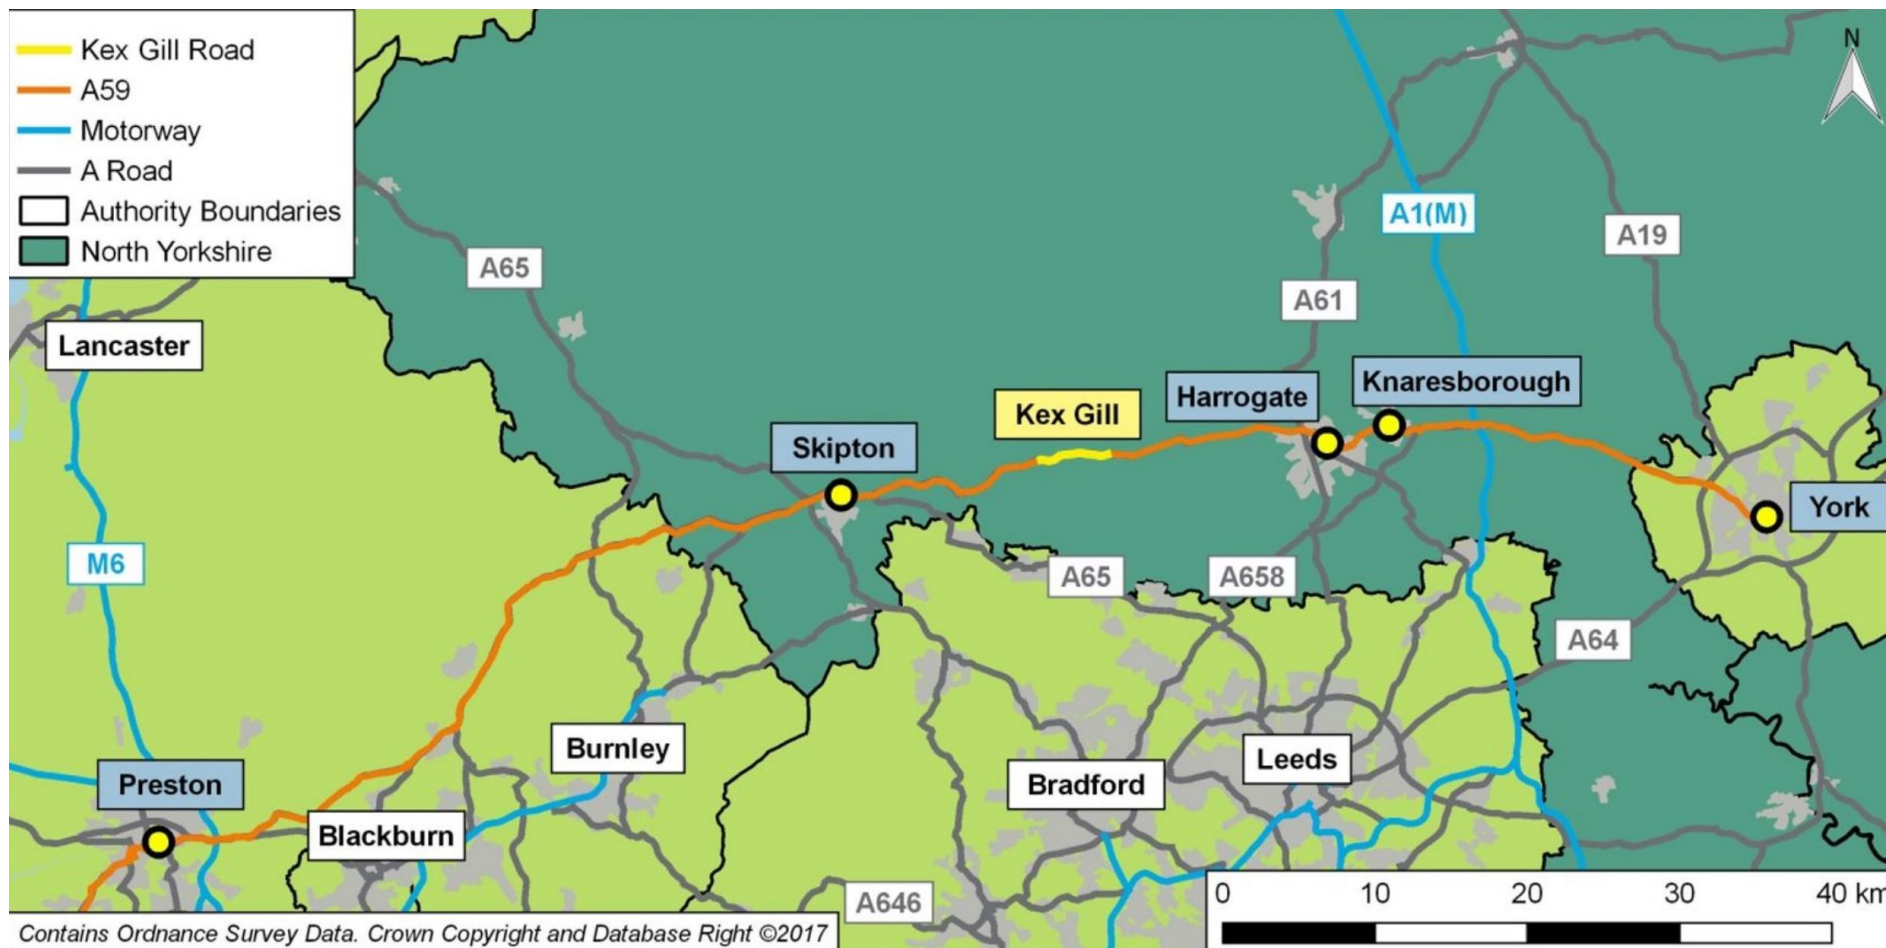 Kex Gill Road
A59
Motorway
A Road
Authority Boundaries
North Yorkshire
N
A1(M)
A19
A65
A61
Lancaster
Knaresborough
Harrogate
Kex Gill
Skipton
York
M6
A65
A658
A64
Burnley
Leeds
Preston
Bradford
Blackburn
A646
0 10 20 30 40 km
Contains Ordnance Survey Data. Crown Copyright and Database Right ©2017